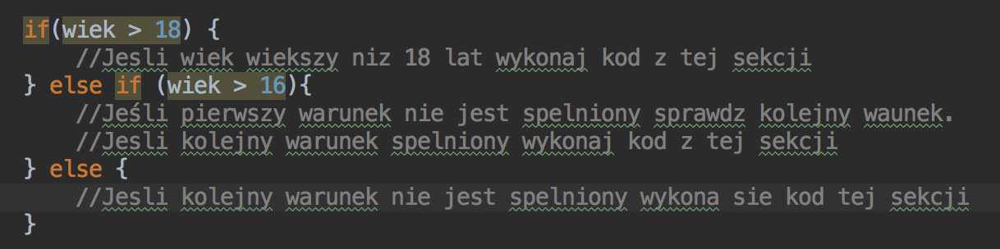 if(wiek > 18) {
//Jesli wiek wiekszy niz 18 lat wykonaj kod z tej sekcji
} else if (wiek > 16){
//Jeśli pierwszy warunek nie jest spelniony sprawdz kolejny waunek.
//Jesli kolejny warunek spelniony wykonaj kod z tej sekcji
} else {
//Jesli kolejny warunek nie jest spelniony wykona sie kod tej sekcji
}